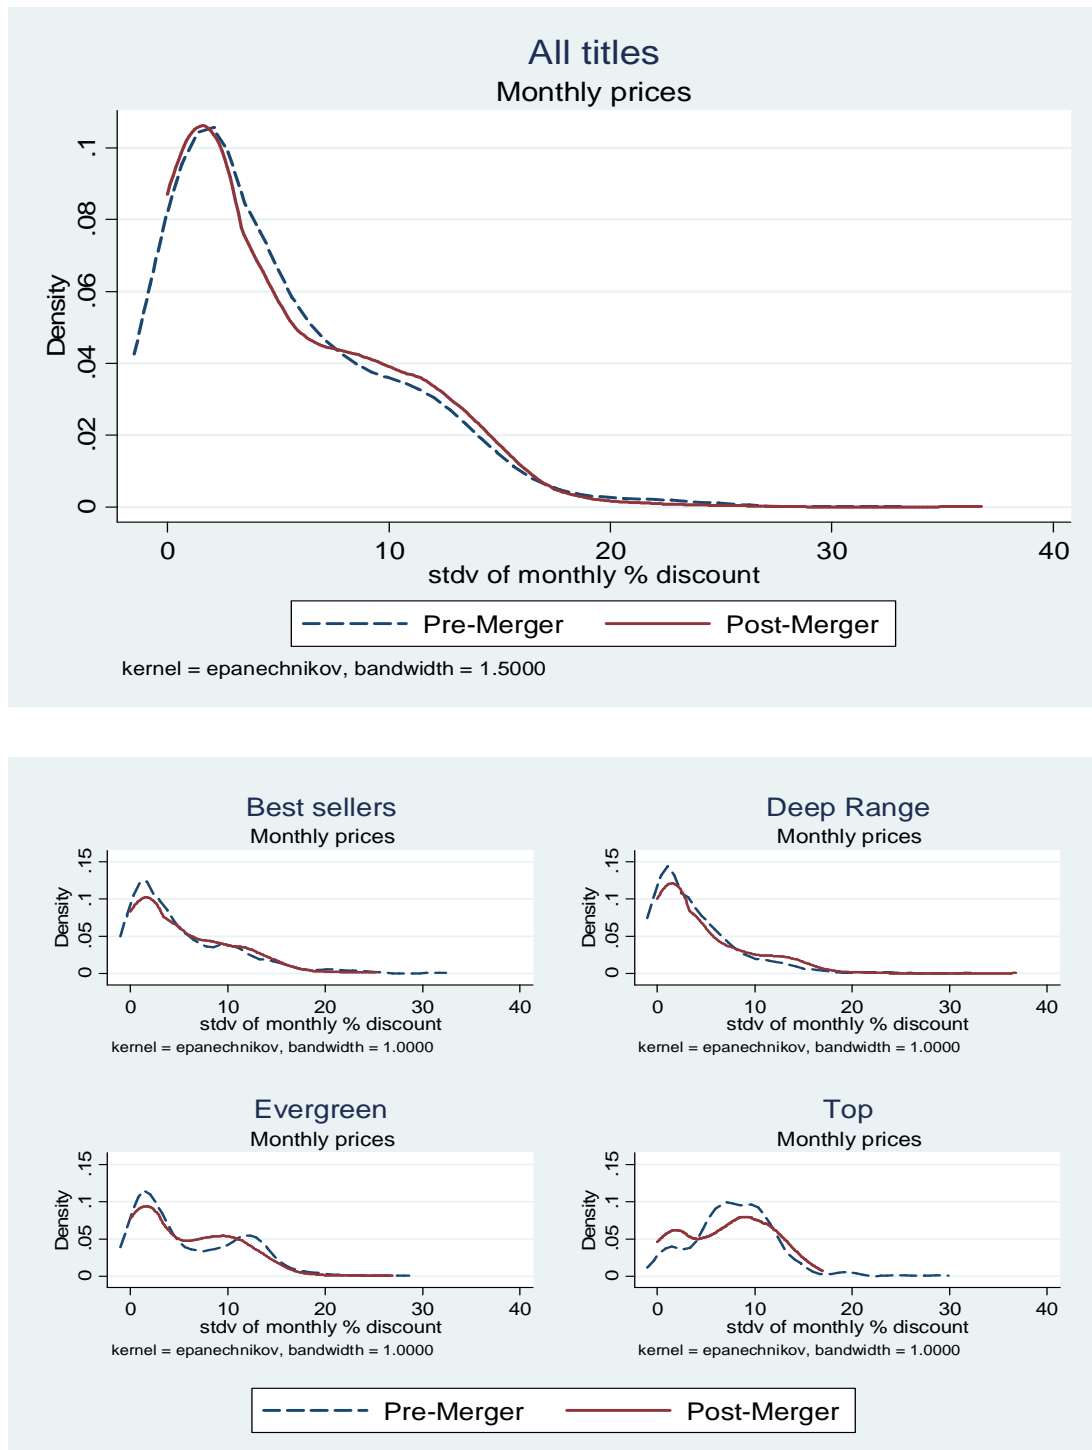 All titles
Monthly prices
Density
.1
.08
.06
.04
.02
0
0 10 20 30 40
stdv of monthly % discount
Pre-Merger Post-Merger
kernel = epanechnikov, bandwidth = 1.5000
Best sellers
Monthly prices
Density
.15
.1
.05
0
0 10 20 30 40
stdv of monthly % discount
kernel = epanechnikov, bandwidth = 1.0000
Deep Range
Monthly prices
Density
.15
.1
.05
0
0 10 20 30 40
stdv of monthly % discount
kernel = epanechnikov, bandwidth = 1.0000
Evergreen
Monthly prices
Density
.15
.1
.05
0
0 10 20 30 40
stdv of monthly % discount
kernel = epanechnikov, bandwidth = 1.0000
Top
Monthly prices
Density
.15
.1
.05
0
0 10 20 30 40
stdv of monthly % discount
kernel = epanechnikov, bandwidth = 1.0000
Pre-Merger Post-Merger